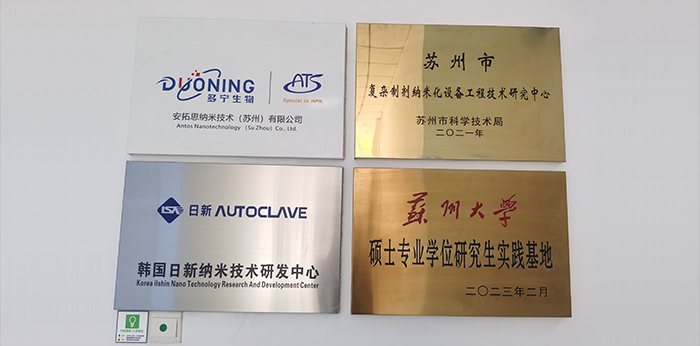 DUONING
多宁生物
ATS
Special in HPH
安拓思纳米技术（苏州）有限公司
Antos Nanotechnology (Su Zhou) Co., Ltd.
苏州市
复杂制剂纳米化设备工程技术研究中心
苏州市科学技术局
二〇二一年
ISA 日新 AUTOCLAVE
韩国日新纳米技术研发中心
Korea Ilshin Nano Technology Research And Development Center
蘇州大學
硕士专业学位研究生实践基地
二〇二三年二月